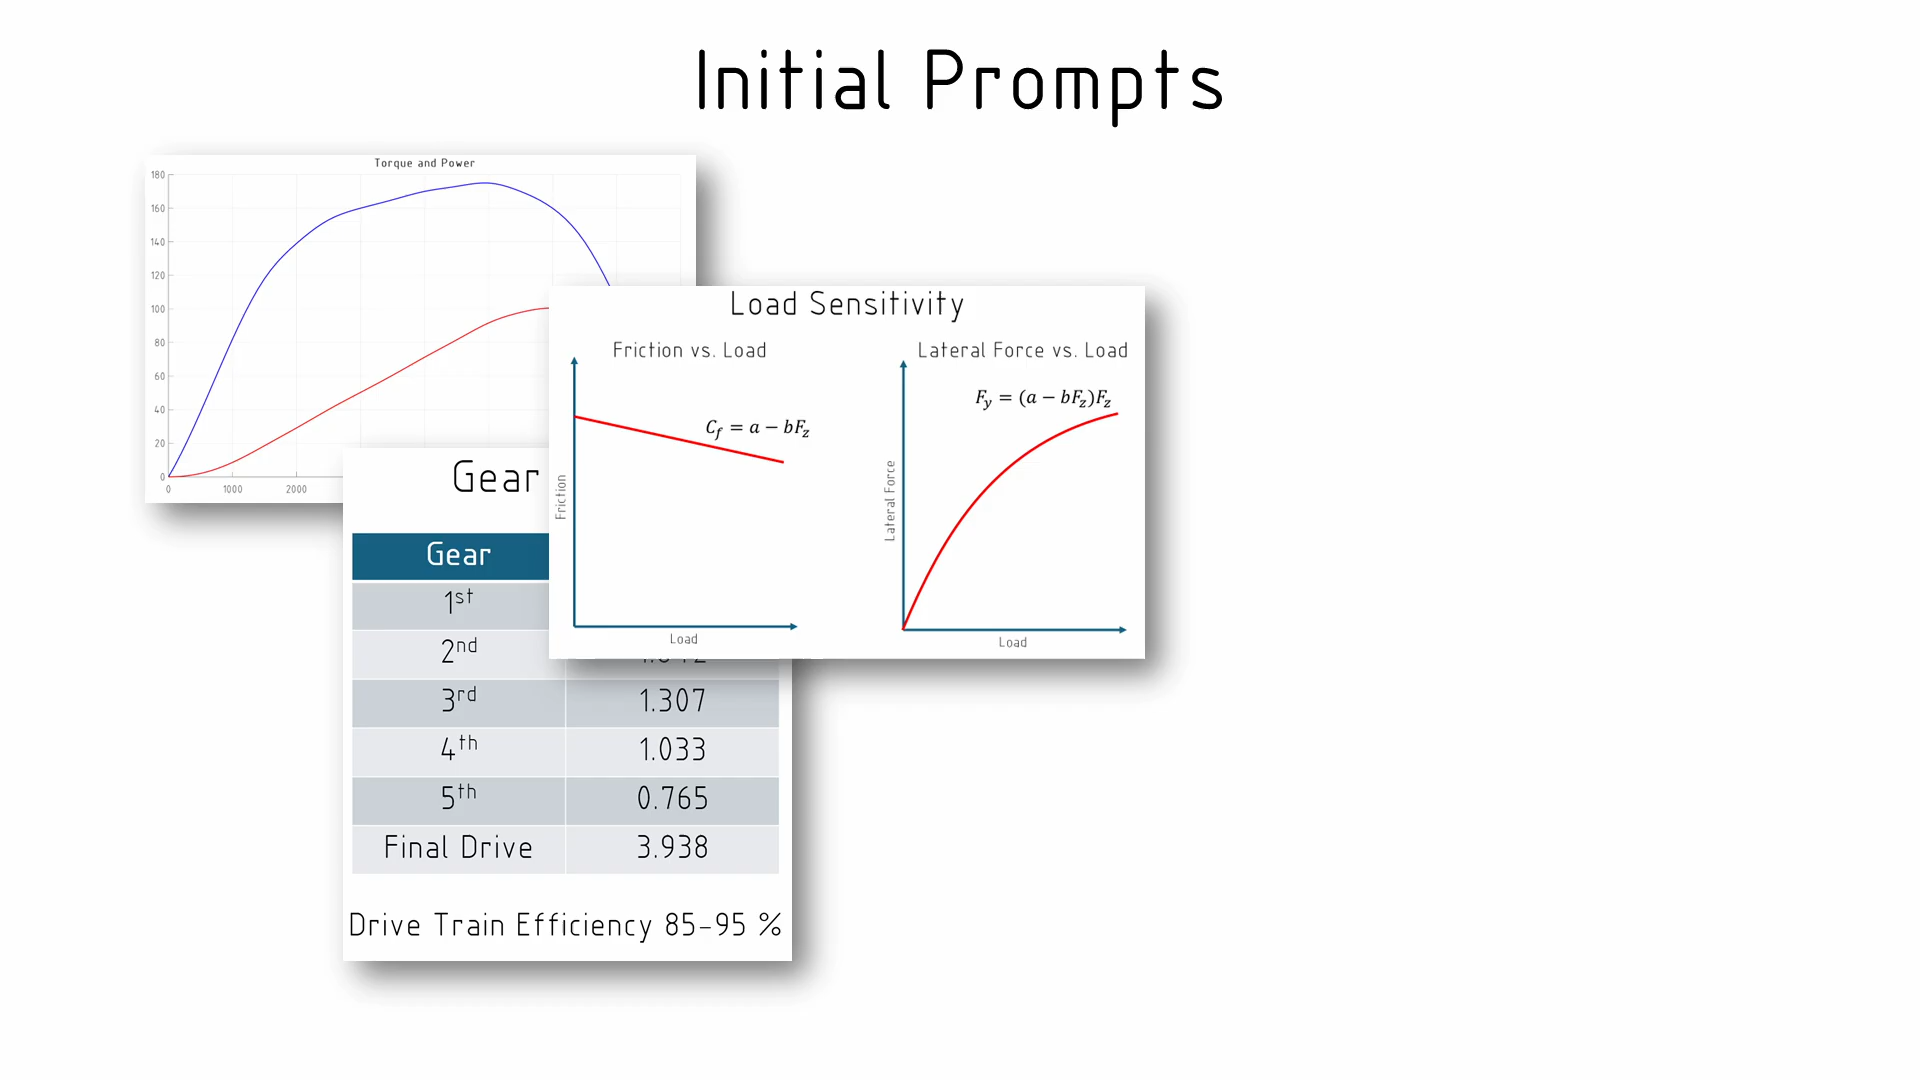 Initial Prompts
Torque and Power
180
160
140
120
100
80
60
40
20
0
0 1000 2000
Load Sensitivity
Friction vs. Load
C_f = a − bF_z
Friction
Load
Lateral Force vs. Load
F_y = (a − bF_z)F_z
Lateral Force
Load
Gear
Gear
1st
2nd
3rd 1.307
4th 1.033
5th 0.765
Final Drive 3.938
Drive Train Efficiency 85-95 %